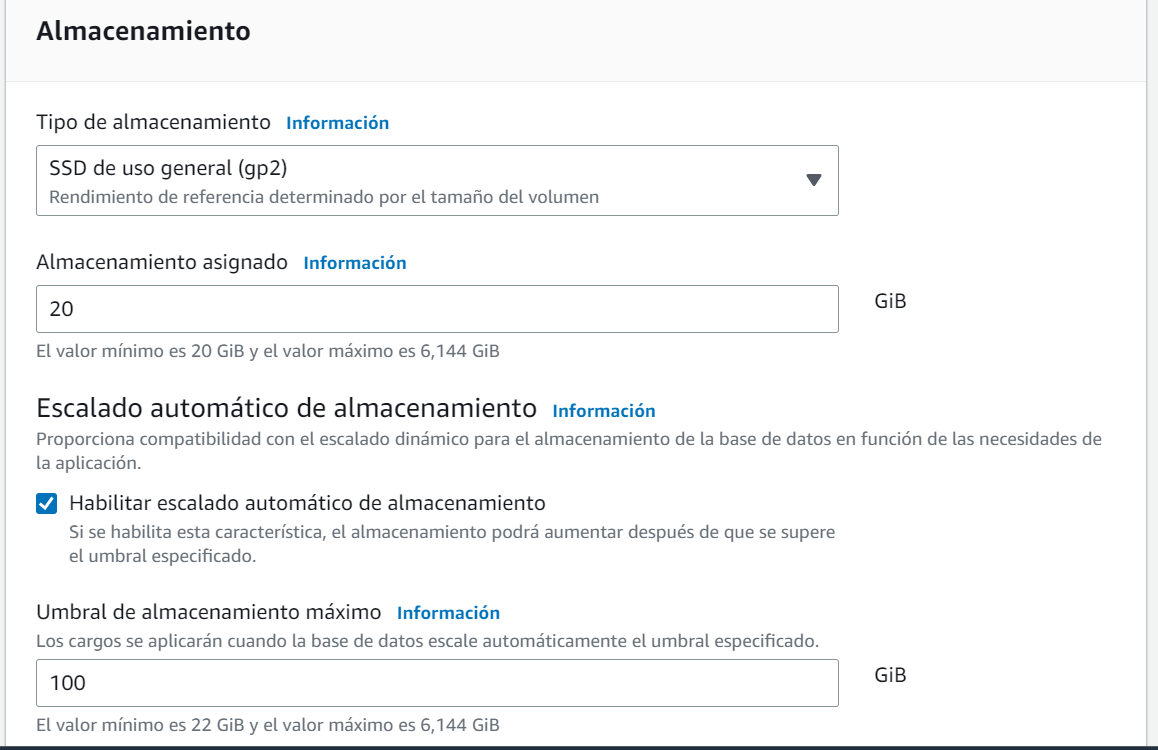 Almacenamiento
Tipo de almacenamiento Información
SSD de uso general (gp2)
Rendimiento de referencia determinado por el tamaño del volumen
Almacenamiento asignado Información
20 GiB
El valor mínimo es 20 GiB y el valor máximo es 6,144 GiB
Escalado automático de almacenamiento Información
Proporciona compatibilidad con el escalado dinámico para el almacenamiento de la base de datos en función de las necesidades de
la aplicación.
Habilitar escalado automático de almacenamiento
Si se habilita esta característica, el almacenamiento podrá aumentar después de que se supere
el umbral especificado.
Umbral de almacenamiento máximo Información
Los cargos se aplicarán cuando la base de datos escale automáticamente el umbral especificado.
100 GiB
El valor mínimo es 22 GiB y el valor máximo es 6,144 GiB